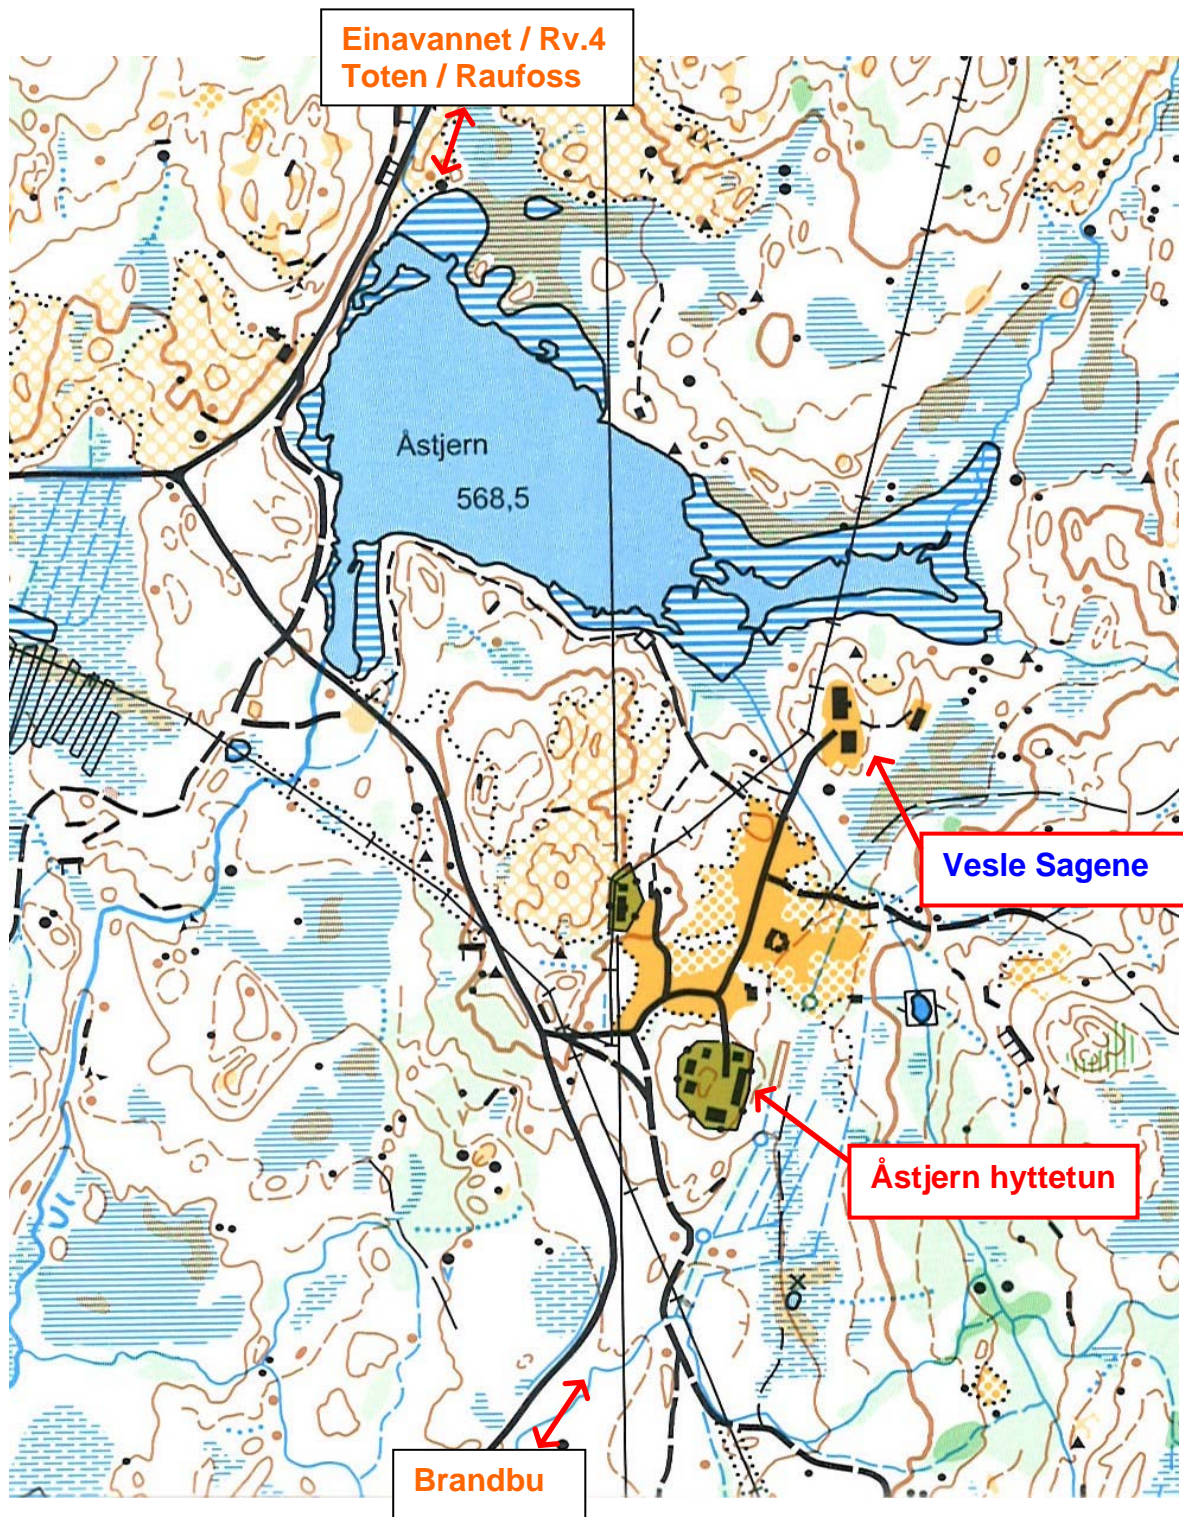 Einavannet / Rv.4
Toten / Raufoss
Åstjern
568,5
Vesle Sagene
Åstjern hyttetun
Brandbu